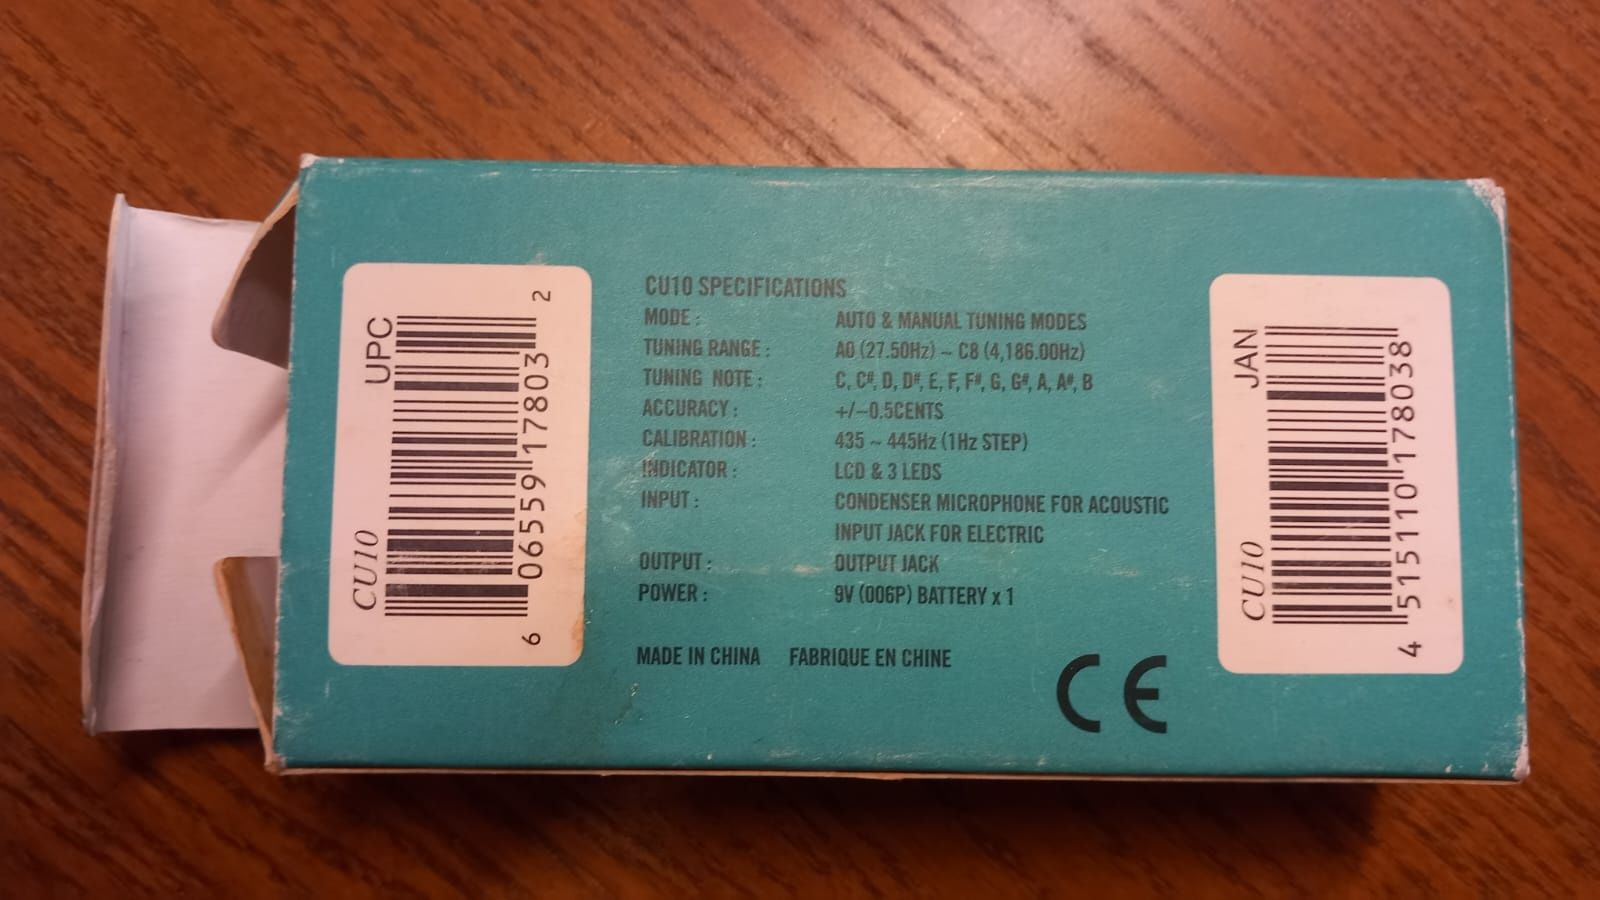 UPC
CU10
6 06559 17803 2
CU10 SPECIFICATIONS
MODE : AUTO & MANUAL TUNING MODES
TUNING RANGE : A0 (27.50Hz) ~ C8 (4,186.00Hz)
TUNING NOTE : C, C#, D, D#, E, F, F#, G, G#, A, A#, B
ACCURACY : +/−0.5CENTS
CALIBRATION : 435 ~ 445Hz (1Hz STEP)
INDICATOR : LCD & 3 LEDS
INPUT : CONDENSER MICROPHONE FOR ACOUSTIC
INPUT JACK FOR ELECTRIC
OUTPUT : OUTPUT JACK
POWER : 9V (006P) BATTERY x 1
MADE IN CHINA FABRIQUE EN CHINE
CE
JAN
CU10
4 515110 178038